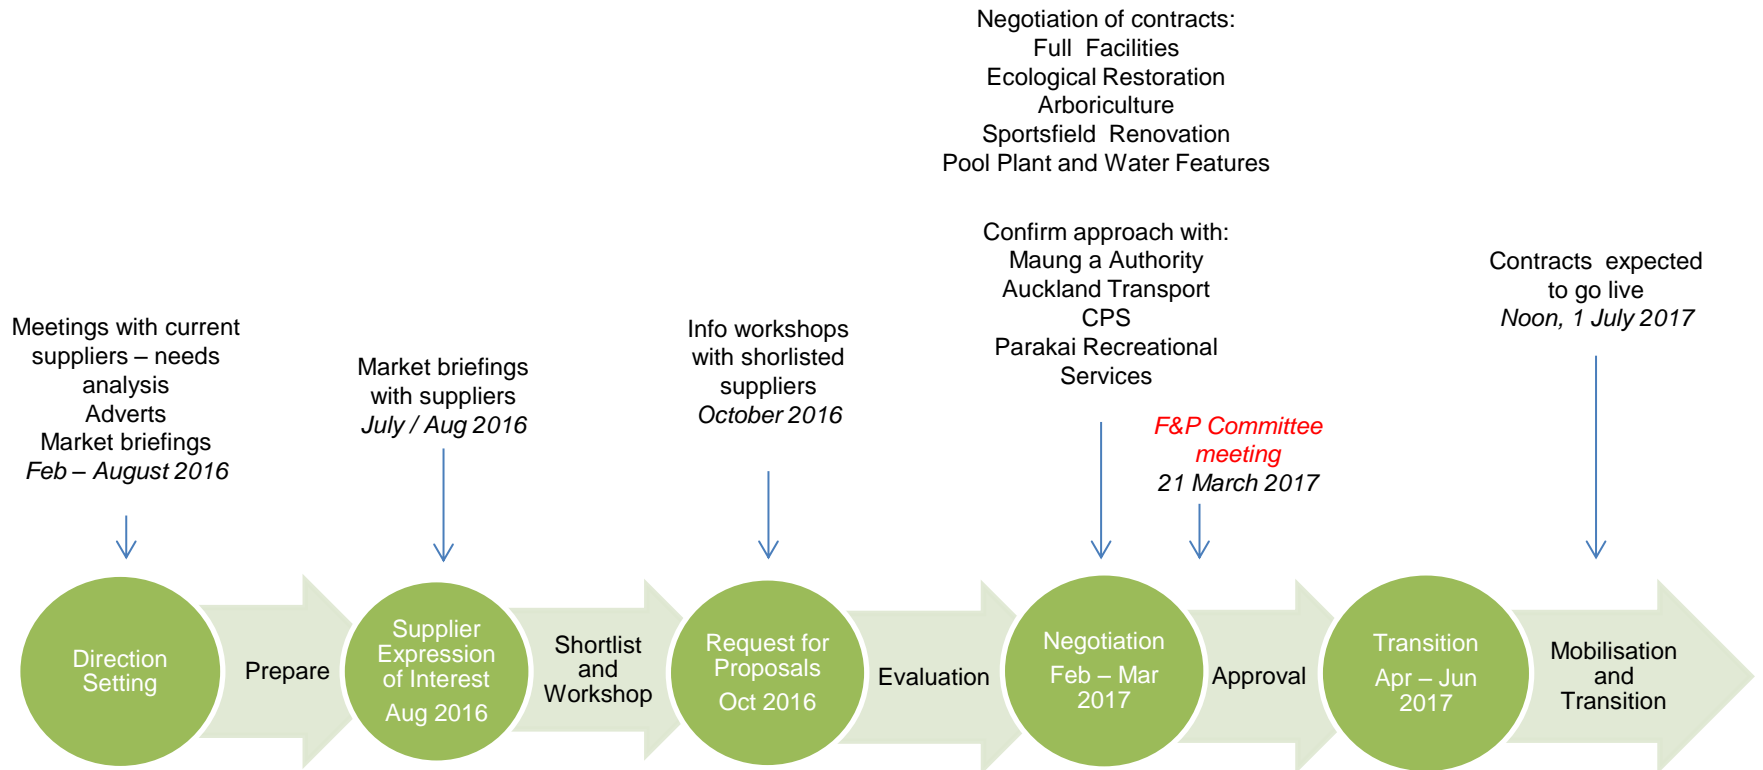 Negotiation of contracts:
Full Facilities
Ecological Restoration
Arboriculture
Sportsfield Renovation
Pool Plant and Water Features
Confirm approach with:
Maung a Authority
Auckland Transport
CPS
Parakai Recreational
Services
Contracts expected
to go live
Noon, 1 July 2017
Meetings with current
suppliers – needs
analysis
Adverts
Market briefings
Feb – August 2016
Market briefings
with suppliers
July / Aug 2016
Info workshops
with shorlisted
suppliers
October 2016
F&P Committee
meeting
21 March 2017
Direction
Setting
Prepare
Supplier
Expression
of Interest
Aug 2016
Shortlist
and
Workshop
Request for
Proposals
Oct 2016
Evaluation
Negotiation
Feb – Mar
2017
Approval
Transition
Apr – Jun
2017
Mobilisation
and
Transition